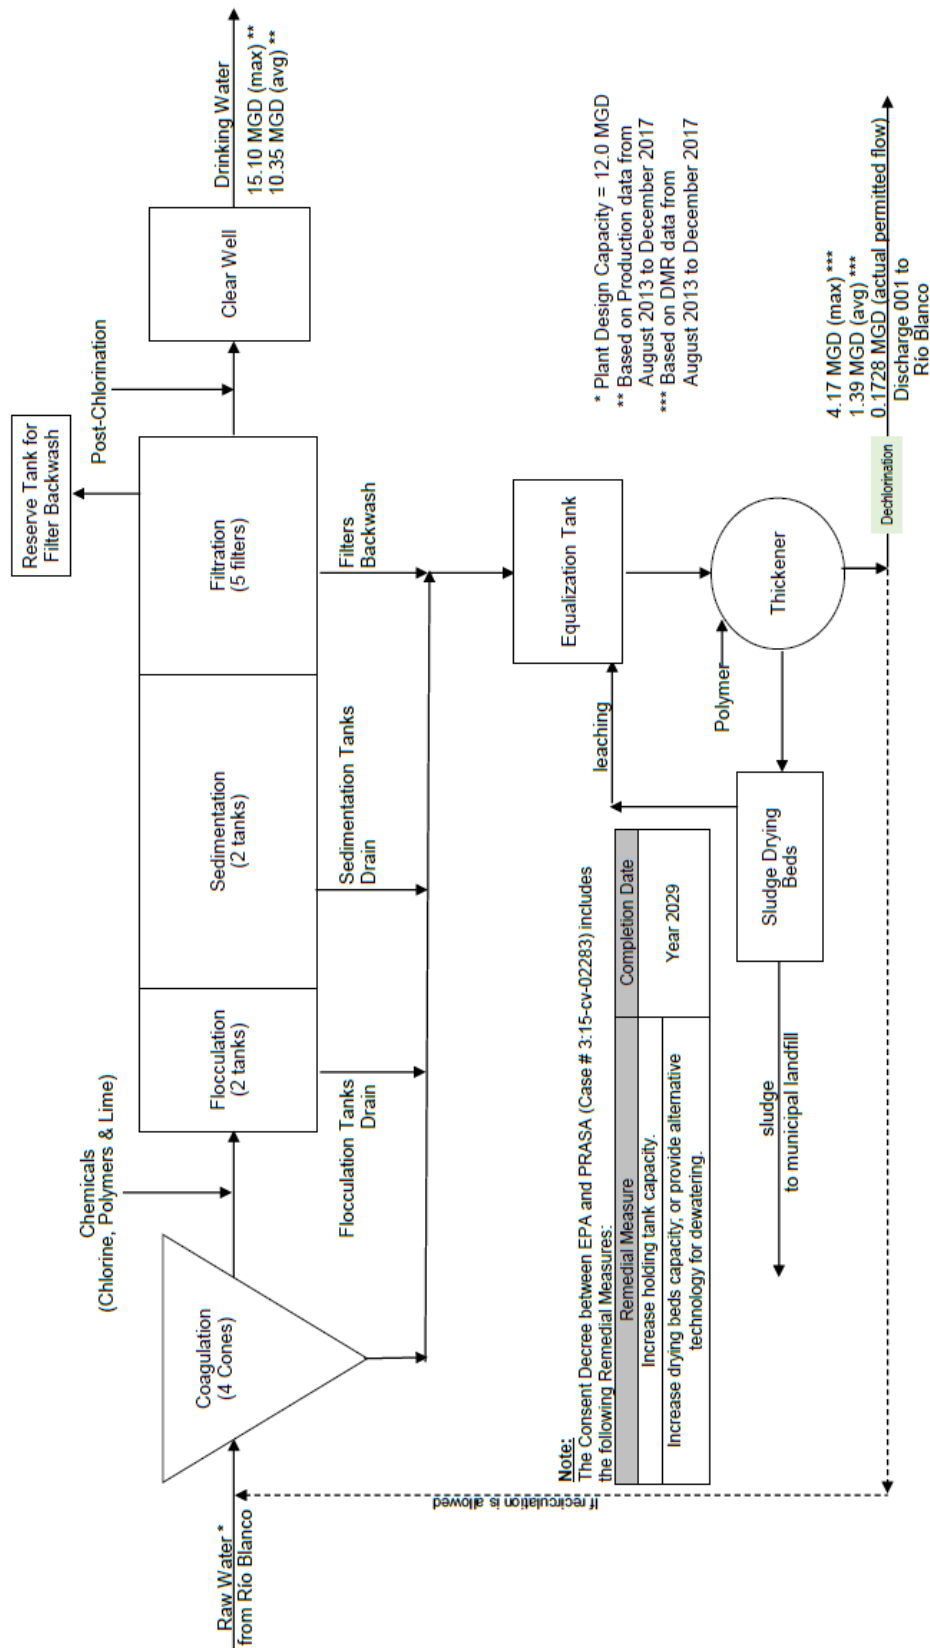 Raw Water *
from Río Blanco
Coagulation
(4 Cones)
Chemicals
(Chlorine, Polymers & Lime)
Flocculation
(2 tanks)
Sedimentation
(2 tanks)
Filtration
(5 filters)
Reserve Tank for
Filter Backwash
Post-Chlorination
Clear Well
Drinking Water
15.10 MGD (max) **
10.35 MGD (avg) **
Flocculation Tanks
Drain
Sedimentation Tanks
Drain
Filters
Backwash
Equalization Tank
leaching
Polymer
Thickener
Sludge Drying
Beds
sludge
to municipal landfill
If recirculation is allowed
* Plant Design Capacity = 12.0 MGD
** Based on Production data from
August 2013 to December 2017
*** Based on DMR data from
August 2013 to December 2017
Note:
The Consent Decree between EPA and PRASA (Case # 3:15-cv-02283) includes
the following Remedial Measures:
Remedial Measure Completion Date
Increase holding tank capacity.
Increase drying beds capacity; or provide alternative
technology for dewatering.
Year 2029
Dechlorination
4.17 MGD (max) ***
1.39 MGD (avg) ***
0.1728 MGD (actual permitted flow)
Discharge 001 to
Río Blanco